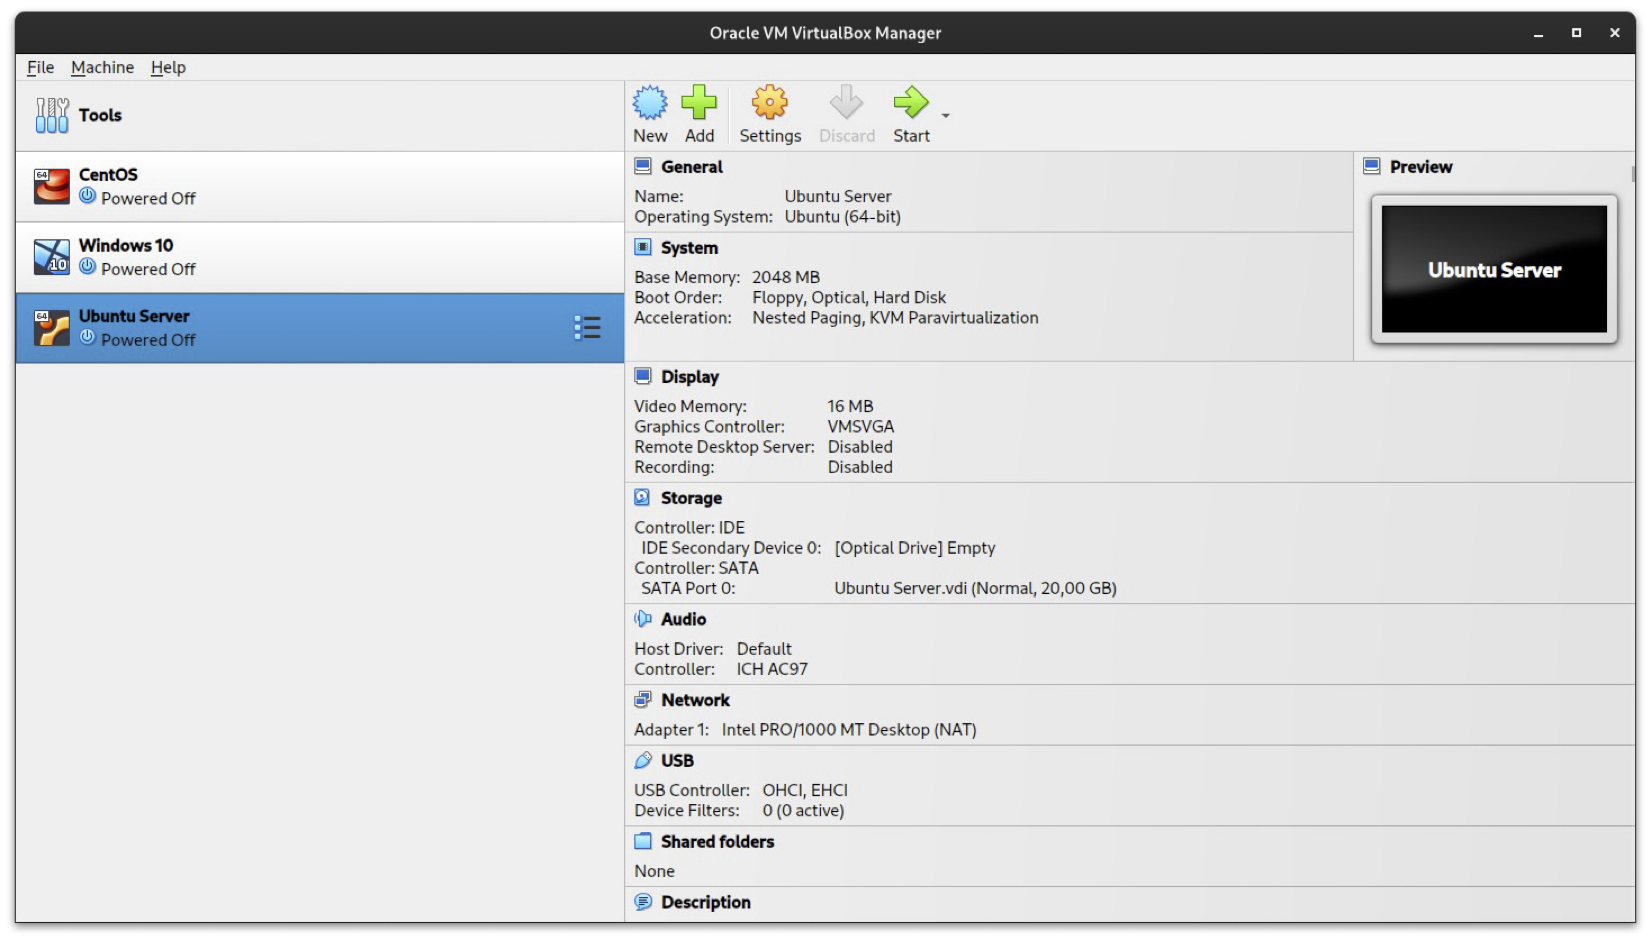 Oracle VM VirtualBox Manager
File Machine Help
Tools
New Add Settings Discard Start
64 CentOS
Powered Off
Windows 10
10 Powered Off
64 Ubuntu Server
Powered Off
General
Name: Ubuntu Server
Operating System: Ubuntu (64-bit)
System
Base Memory: 2048 MB
Boot Order: Floppy, Optical, Hard Disk
Acceleration: Nested Paging, KVM Paravirtualization
Preview
Ubuntu Server
Display
Video Memory: 16 MB
Graphics Controller: VMSVGA
Remote Desktop Server: Disabled
Recording: Disabled
Storage
Controller: IDE
IDE Secondary Device 0: [Optical Drive] Empty
Controller: SATA
SATA Port 0: Ubuntu Server.vdi (Normal, 20,00 GB)
Audio
Host Driver: Default
Controller: ICH AC97
Network
Adapter 1: Intel PRO/1000 MT Desktop (NAT)
USB
USB Controller: OHCI, EHCI
Device Filters: 0 (0 active)
Shared folders
None
Description